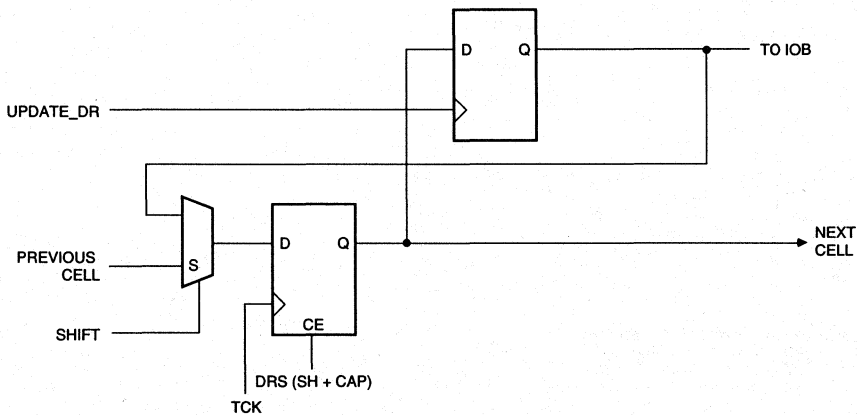 D
Q
TO IOB
UPDATE_DR
PREVIOUS
CELL
S
D
Q
NEXT
CELL
SHIFT
CE
DRS (SH + CAP)
TCK